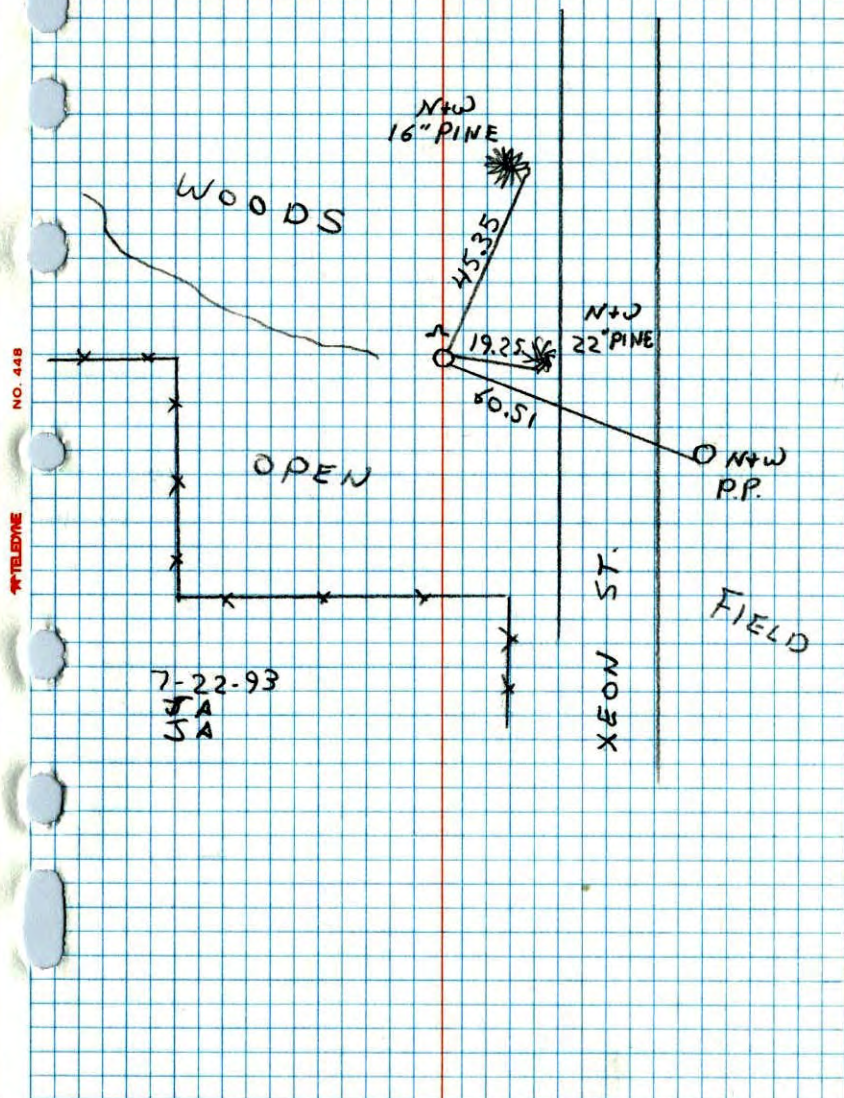 N+W
16" PINE
WOODS
45.35
N+W
22" PINE
19.25
60.51
N+W
P.P.
OPEN
XEON ST.
FIELD
7-22-93
JA
JA
NO. 448
TELEDYNE